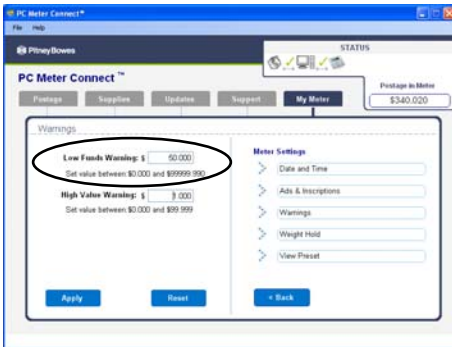 PC Meter Connect™
File Help
PitneyBowes
STATUS
PC Meter Connect ™
Postage in Meter
$340.020
Postage Supplies Updates Support My Meter
Warnings
Low Funds Warning: $ 50.000
Set value between $0.000 and $99999.990
High Value Warning: $ 1.000
Set value between $0.000 and $99.999
Meter Settings
Date and Time
Ads & Inscriptions
Warnings
Weight Hold
View Preset
Apply Reset < Back